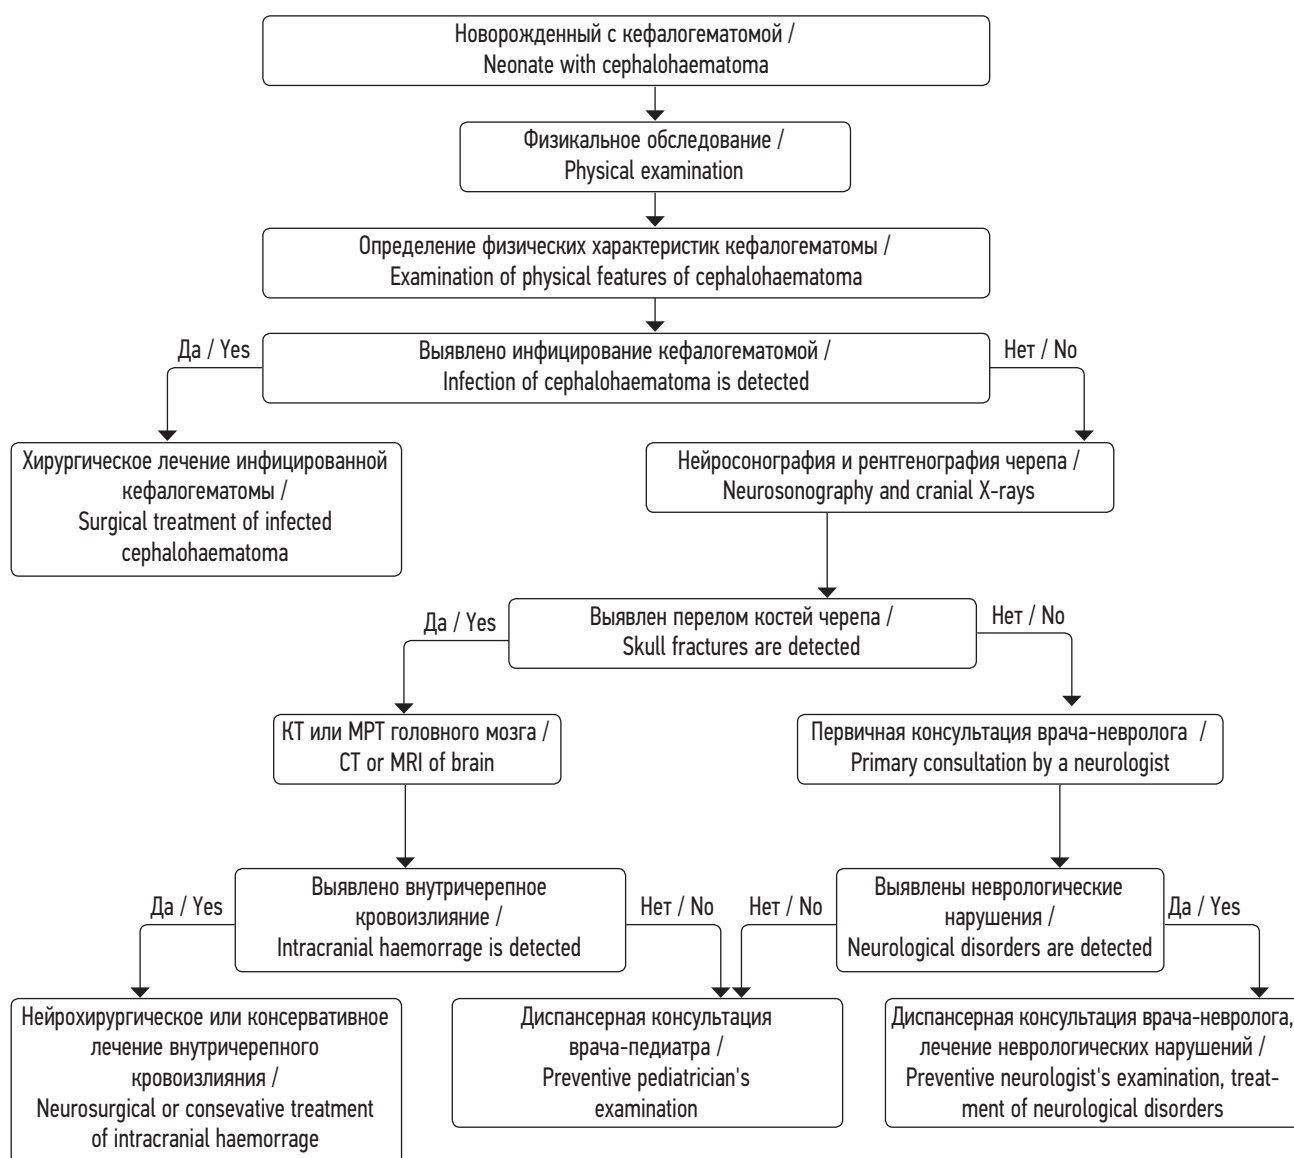 Новорожденный с кефалогематомой /
Neonate with cephalohaematoma
Физикальное обследование /
Physical examination
Определение физических характеристик кефалогематомы /
Examination of physical features of cephalohaematoma
Да / Yes
Выявлено инфицирование кефалогематомой /
Infection of cephalohaematoma is detected
Нет / No
Хирургическое лечение инфицированной
кефалогематомы /
Surgical treatment of infected
cephalohaematoma
Нейросонография и рентгенография черепа /
Neurosonography and cranial X-rays
Да / Yes
Выявлен перелом костей черепа /
Skull fractures are detected
Нет / No
КТ или МРТ головного мозга /
CT or MRI of brain
Первичная консультация врача-невролога /
Primary consultation by a neurologist
Да / Yes
Выявлено внутричерепное
кровоизлияние /
Intracranial haemorrage is detected
Нет / No
Нет / No
Выявлены неврологические
нарушения /
Neurological disorders are detected
Да / Yes
Нейрохирургическое или консервативное
лечение внутричерепного
кровоизлияния /
Neurosurgical or consevative treatment
of intracranial haemorrage
Диспансерная консультация
врача-педиатра /
Preventive pediatrician's
examination
Диспансерная консультация врача-невролога,
лечение неврологических нарушений /
Preventive neurologist's examination, treat-
ment of neurological disorders